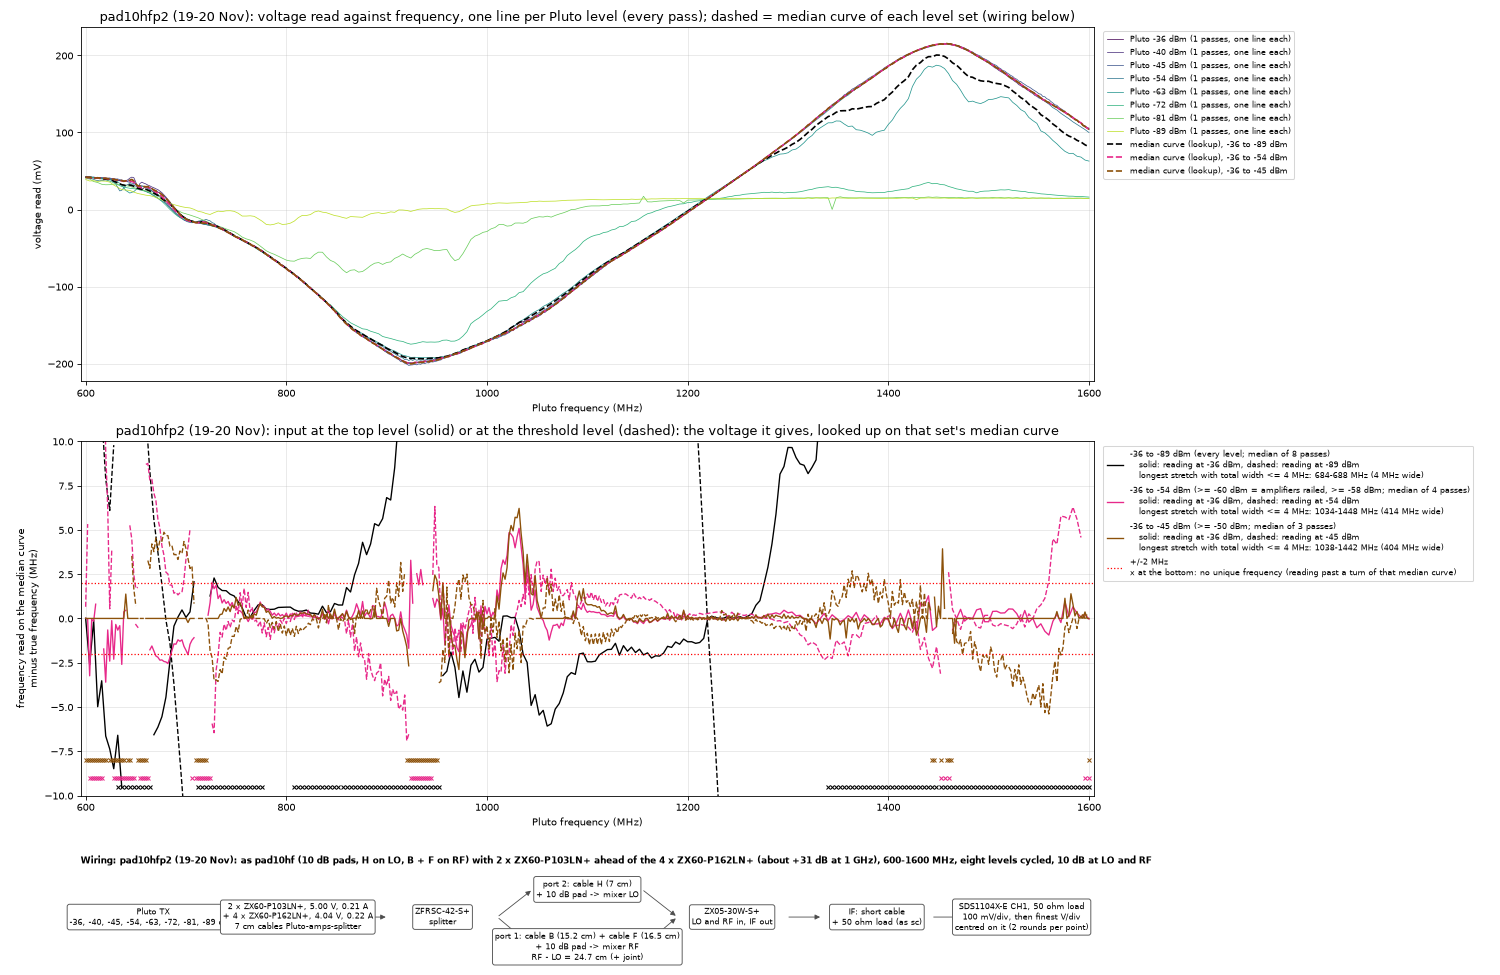 pad10hfp2 (19-20 Nov): voltage read against frequency, one line per Pluto level (every pass); dashed = median curve of each level set (wiring below)
voltage read (mV)
200
100
0
−100
−200
600
800
1000
1200
1400
1600
Pluto frequency (MHz)
Pluto -36 dBm (1 passes, one line each)
Pluto -40 dBm (1 passes, one line each)
Pluto -45 dBm (1 passes, one line each)
Pluto -54 dBm (1 passes, one line each)
Pluto -63 dBm (1 passes, one line each)
Pluto -72 dBm (1 passes, one line each)
Pluto -81 dBm (1 passes, one line each)
Pluto -89 dBm (1 passes, one line each)
median curve (lookup), -36 to -89 dBm
median curve (lookup), -36 to -54 dBm
median curve (lookup), -36 to -45 dBm
pad10hfp2 (19-20 Nov): input at the top level (solid) or at the threshold level (dashed): the voltage it gives, looked up on that set's median curve
frequency read on the median curve
minus true frequency (MHz)
10.0
7.5
5.0
2.5
0.0
−2.5
−5.0
−7.5
−10.0
600
800
1000
1200
1400
1600
Pluto frequency (MHz)
-36 to -89 dBm (every level; median of 8 passes)
solid: reading at -36 dBm, dashed: reading at -89 dBm
longest stretch with total width <= 4 MHz: 684-688 MHz (4 MHz wide)
-36 to -54 dBm (>= -60 dBm = amplifiers railed, >= -58 dBm; median of 4 passes)
solid: reading at -36 dBm, dashed: reading at -54 dBm
longest stretch with total width <= 4 MHz: 1034-1448 MHz (414 MHz wide)
-36 to -45 dBm (>= -50 dBm; median of 3 passes)
solid: reading at -36 dBm, dashed: reading at -45 dBm
longest stretch with total width <= 4 MHz: 1038-1442 MHz (404 MHz wide)
+/-2 MHz
x at the bottom: no unique frequency (reading past a turn of that median curve)
Wiring: pad10hfp2 (19-20 Nov): as pad10hf (10 dB pads, H on LO, B + F on RF) with 2 x ZX60-P103LN+ ahead of the 4 x ZX60-P162LN+ (about +31 dB at 1 GHz), 600-1600 MHz, eight levels cycled, 10 dB at LO and RF
Pluto TX
-36, -40, -45, -54, -63, -72, -81, -89
2 x ZX60-P103LN+, 5.00 V, 0.21 A
+ 4 x ZX60-P162LN+, 4.04 V, 0.22 A
7 cm cables Pluto-amps-splitter
ZFRSC-42-S+
splitter
port 2: cable H (7 cm)
+ 10 dB pad -> mixer LO
port 1: cable B (15.2 cm) + cable F (16.5 cm)
+ 10 dB pad -> mixer RF
RF - LO = 24.7 cm (+ joint)
ZX05-30W-S+
LO and RF in, IF out
IF: short cable
+ 50 ohm load (as sc)
SDS1104X-E CH1, 50 ohm load
100 mV/div, then finest V/div
centred on it (2 rounds per point)